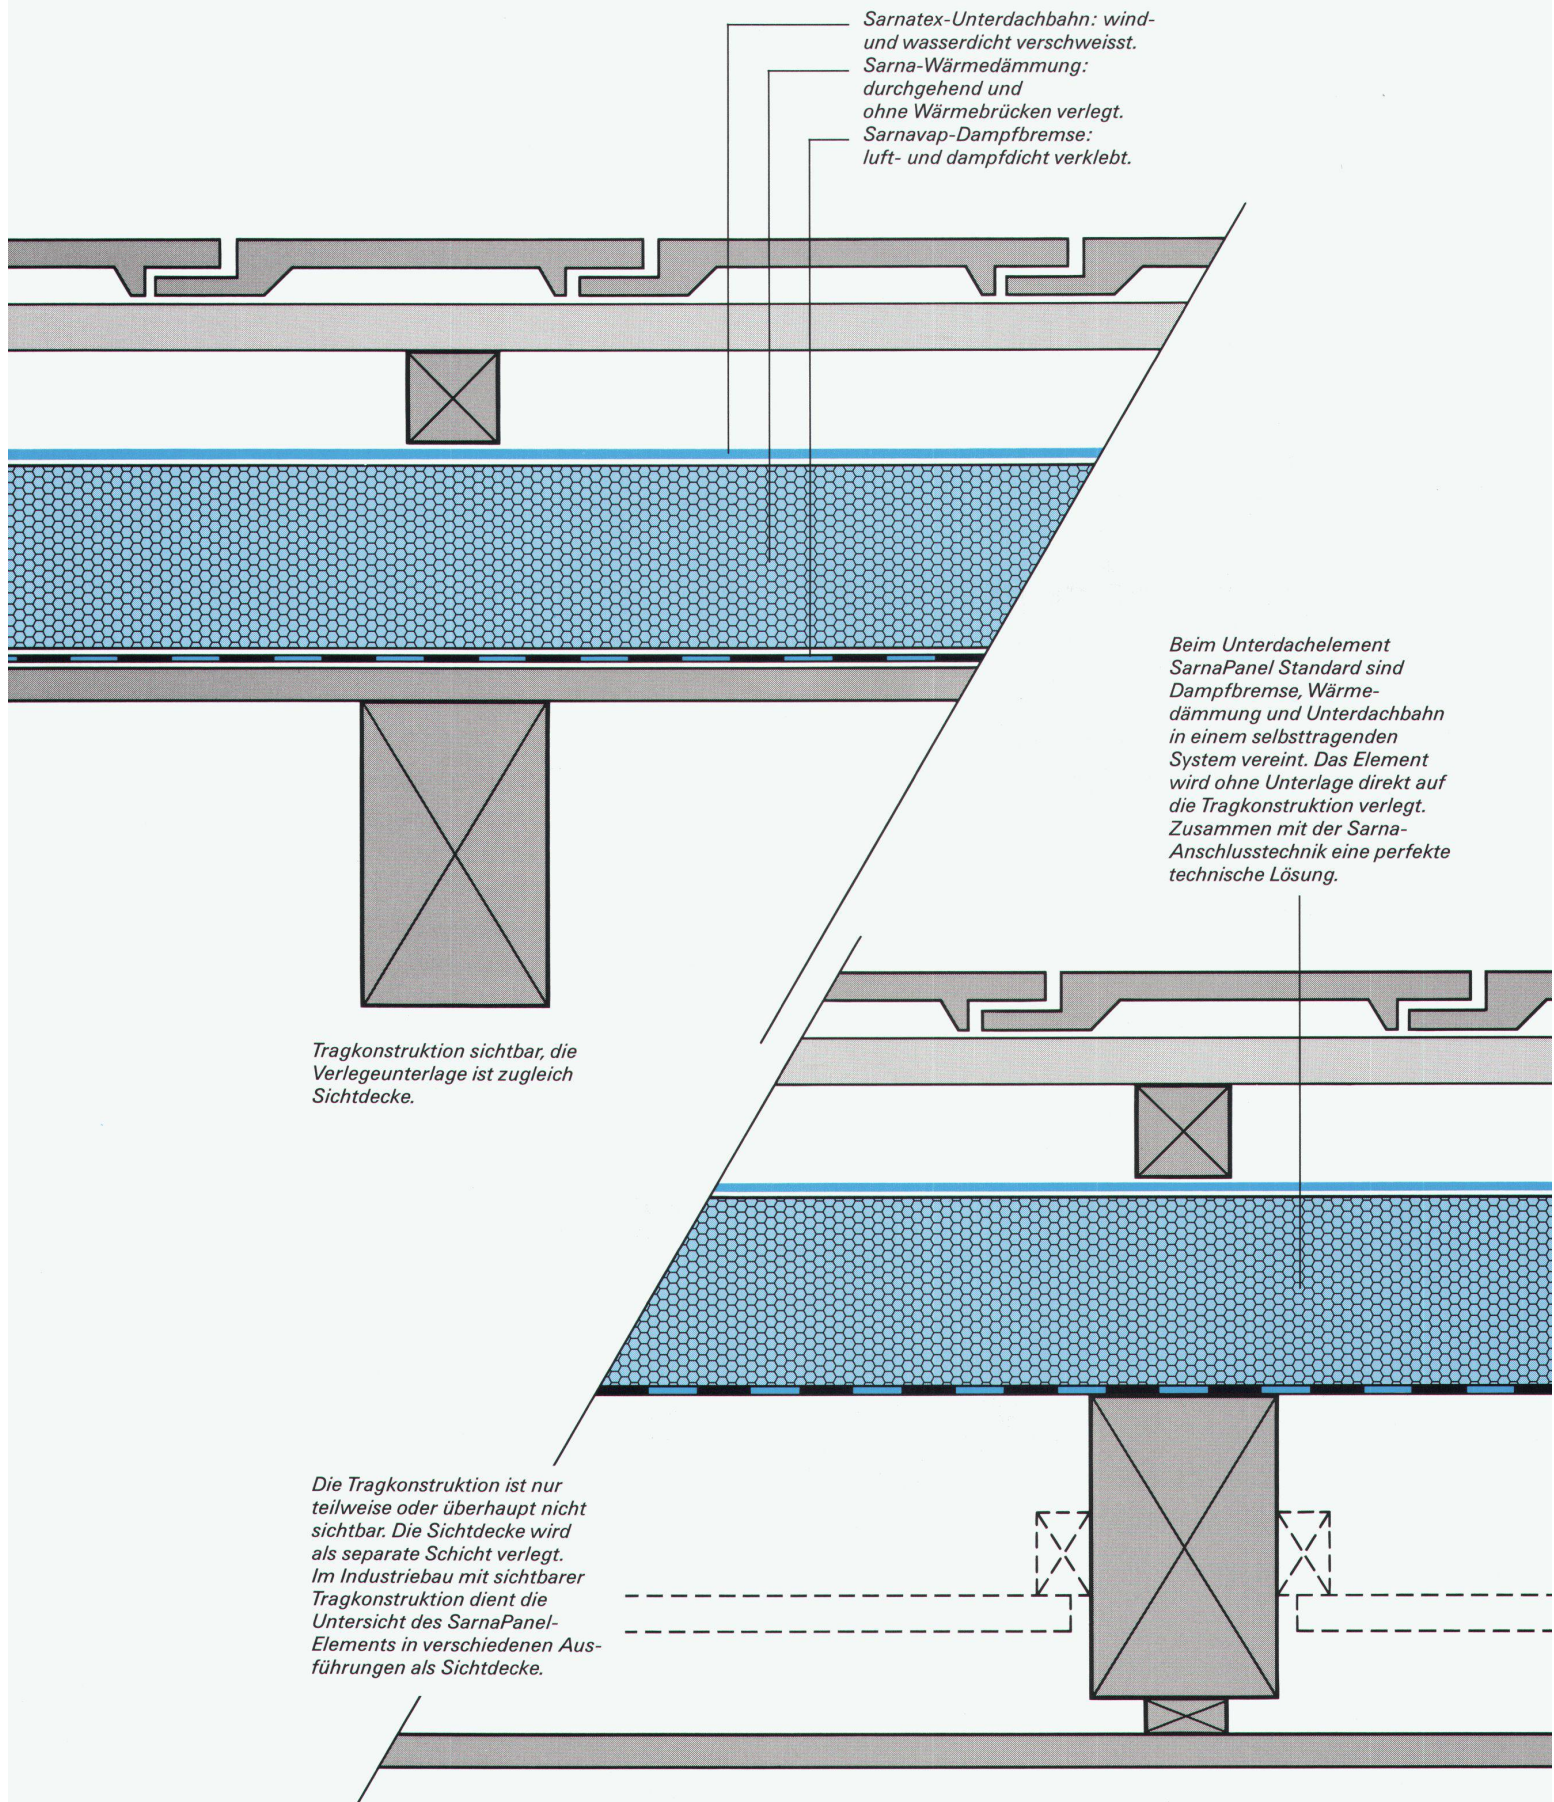 Sarnatex-Unterdachbahn: wind-
und wasserdicht verschweisst.
Sarna-Wärmedämmung:
durchgehend und
ohne Wärmebrücken verlegt.
Sarnavap-Dampfbremse:
luft- und dampfdicht verklebt.
Beim Unterdachelement
SarnaPanel Standard sind
Dampfbremse, Wärme-
dämmung und Unterdachbahn
in einem selbsttragenden
System vereint. Das Element
wird ohne Unterlage direkt auf
die Tragkonstruktion verlegt.
Zusammen mit der Sarna-
Anschlusstechnik eine perfekte
technische Lösung.
Tragkonstruktion sichtbar, die
Verlegeunterlage ist zugleich
Sichtdecke.
Die Tragkonstruktion ist nur
teilweise oder überhaupt nicht
sichtbar. Die Sichtdecke wird
als separate Schicht verlegt.
Im Industriebau mit sichtbarer
Tragkonstruktion dient die
Untersicht des SarnaPanel-
Elements in verschiedenen Aus-
führungen als Sichtdecke.